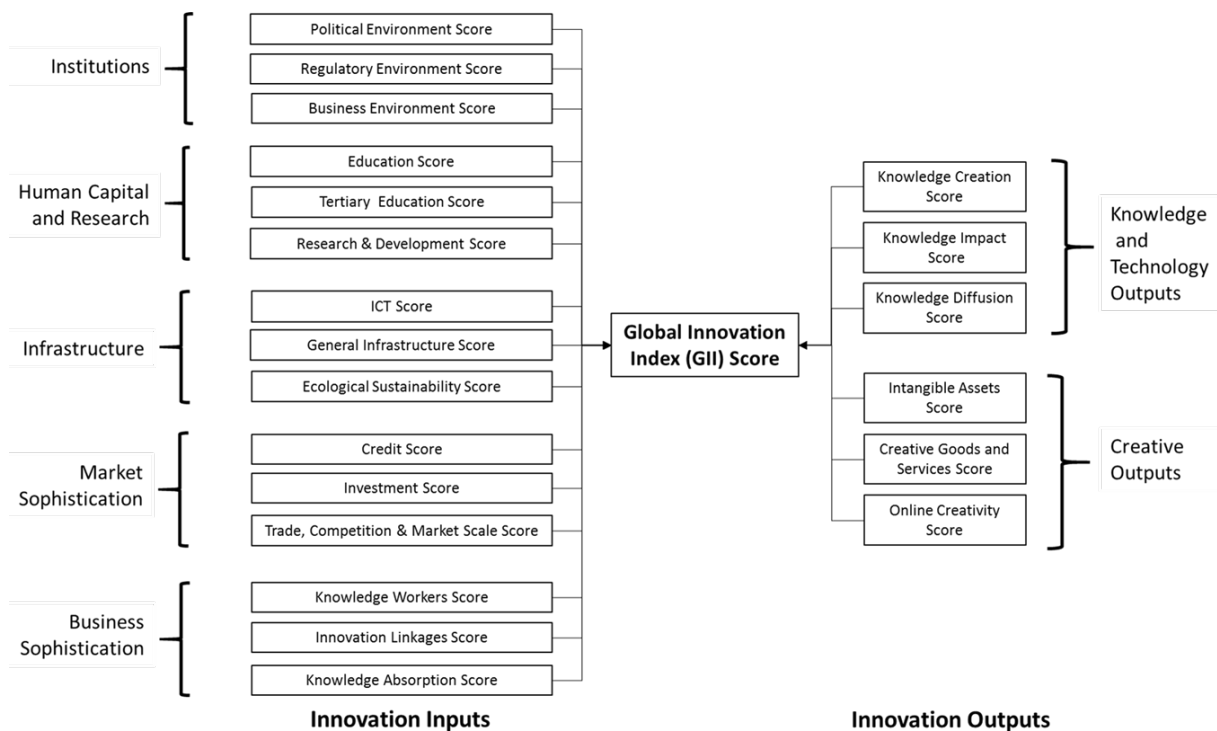 Institutions
Political Environment Score
Regulatory Environment Score
Business Environment Score
Human Capital
and Research
Education Score
Tertiary Education Score
Research & Development Score
Infrastructure
ICT Score
General Infrastructure Score
Ecological Sustainability Score
Market
Sophistication
Credit Score
Investment Score
Trade, Competition & Market Scale Score
Business
Sophistication
Knowledge Workers Score
Innovation Linkages Score
Knowledge Absorption Score
Innovation Inputs
Global Innovation
Index (GII) Score
Knowledge Creation
Score
Knowledge Impact
Score
Knowledge Diffusion
Score
Knowledge
and
Technology
Outputs
Intangible Assets
Score
Creative Goods and
Services Score
Online Creativity
Score
Creative
Outputs
Innovation Outputs